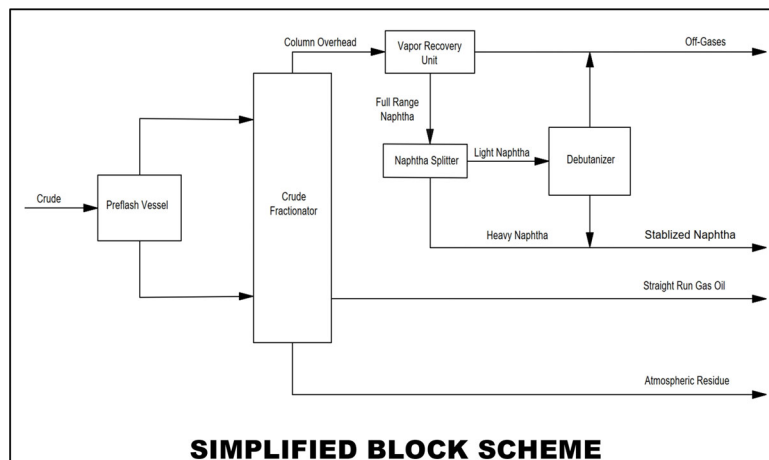 Column Overhead
Vapor Recovery
Unit
Off-Gases
Full Range
Naphtha
Naphtha Splitter
Light Naphtha
Debutanizer
Crude
Preflash Vessel
Crude
Fractionator
Heavy Naphtha
Stablized Naphtha
Straight Run Gas Oil
Atmospheric Residue
SIMPLIFIED BLOCK SCHEME